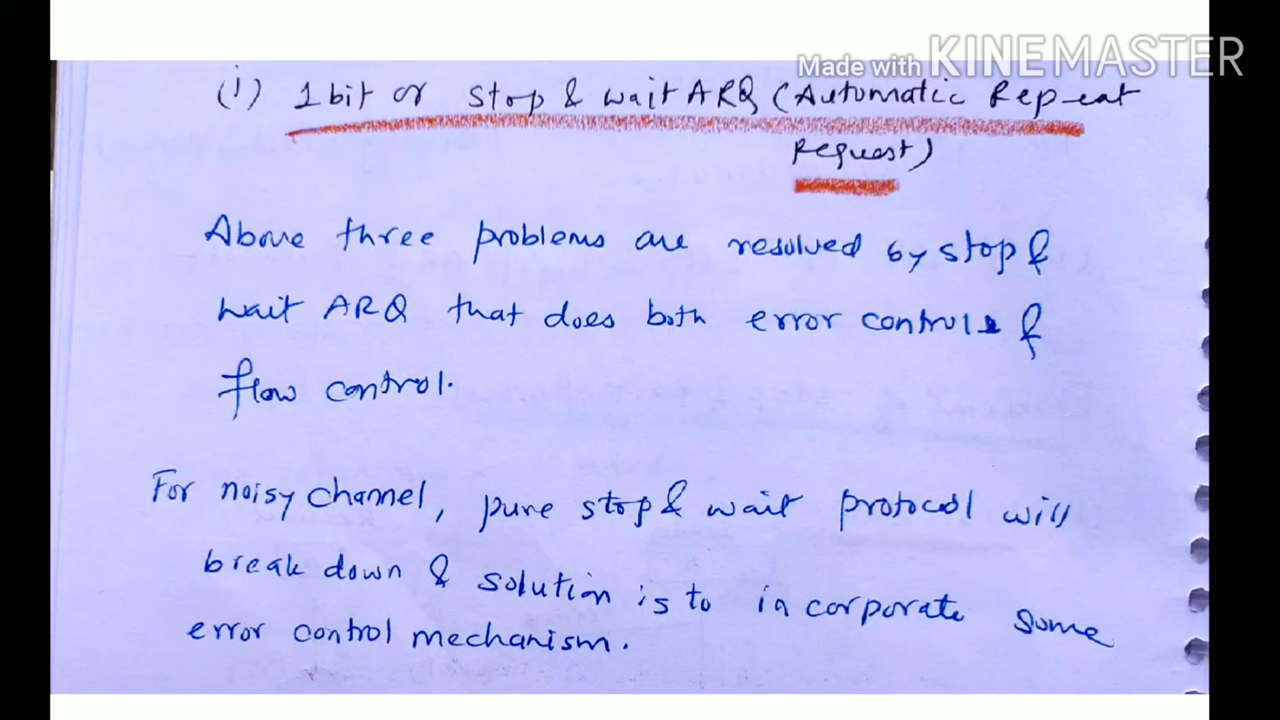 Made with KINEMASTER
(i) 1 bit or stop & wait ARQ (Automatic Repeat
Request)
Above three problems are resolved by stop &
wait ARQ that does both error control &
flow control.
For noisy channel, pure stop & wait protocol will
break down & solution is to incorporate some
error control mechanism.